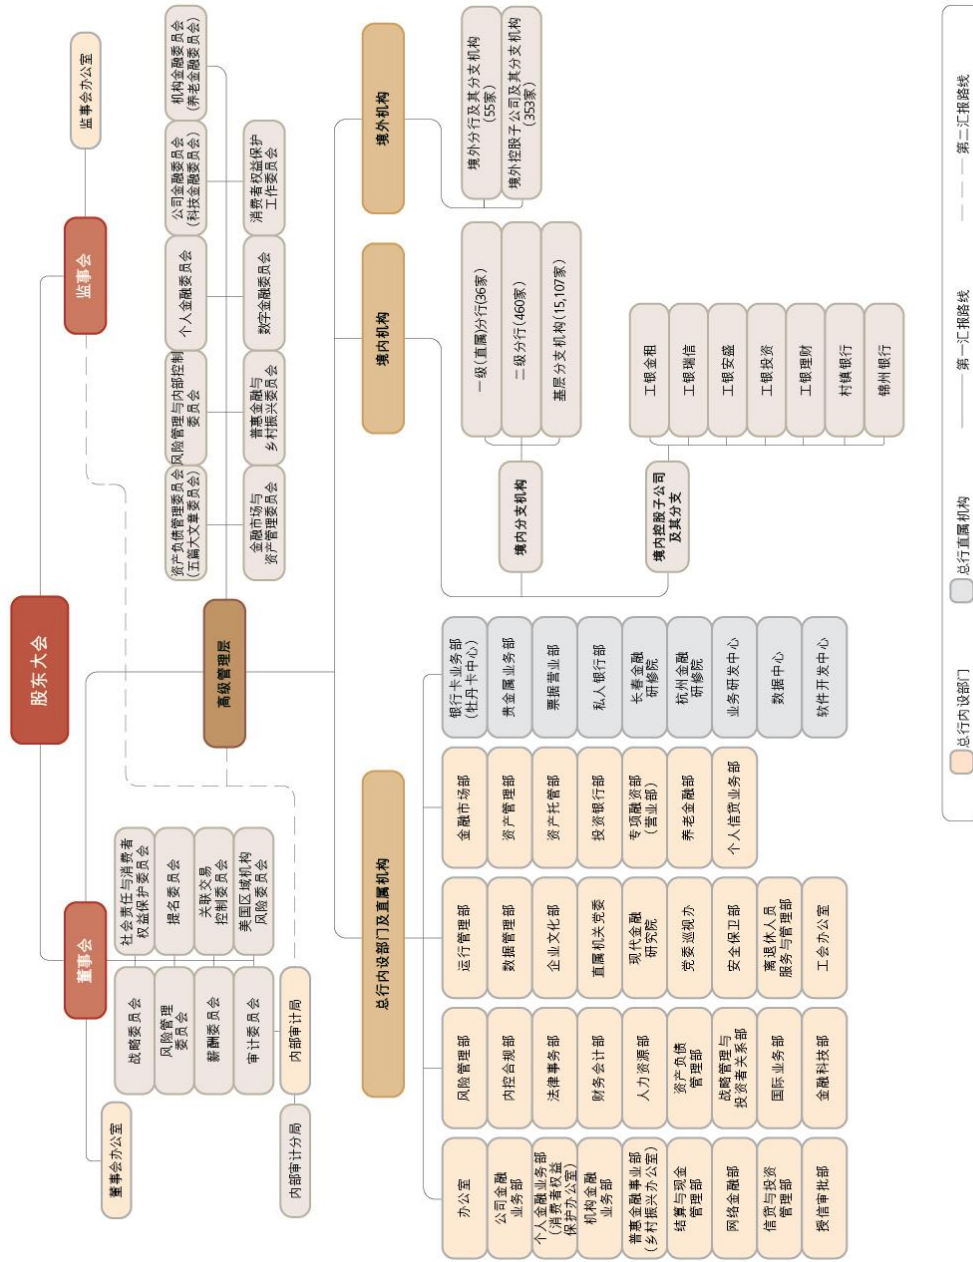 股东大会
董事会
监事会
董事会办公室
监事会办公室
战略委员会
社会责任与消费者
权益保护委员会
风险管理
委员会
提名委员会
薪酬委员会
关联交易
控制委员会
审计委员会
美国区域机构
风险委员会
内部审计局
内部审计分局
高级管理层
资产负债管理委员会
(五篇大文章委员会)
风险管理与内部控制
委员会
个人金融委员会
公司金融委员会
(科技金融委员会)
机构金融委员会
(养老金融委员会)
金融市场与
资产管理委员会
普惠金融与
乡村振兴委员会
数字金融委员会
消费者权益保护
工作委员会
总行内设部门及直属机构
境内机构
境外机构
办公室
公司金融
业务部
个人金融业务部
(消费者权益
保护办公室)
机构金融
业务部
普惠金融事业部
(乡村振兴办公室)
结算与现金
管理部
网络金融部
信贷与投资
管理部
授信审批部
风险管理部
内控合规部
法律事务部
财务会计部
人力资源部
资产负债
管理部
战略管理与
投资者关系部
国际业务部
金融科技部
运行管理部
数据管理部
企业文化部
直属机关党委
现代金融
研究院
党委巡视办
安全保卫部
离退休人员
服务与管理部
工会办公室
金融市场部
资产管理部
资产托管部
投资银行部
专项融资部
(营业部)
养老金融部
个人信贷业务部
银行卡业务部
(牡丹卡中心)
贵金属业务部
票据营业部
私人银行部
长春金融
研修院
杭州金融
研修院
业务研发中心
数据中心
软件开发中心
境内分支机构
一级(直属)分行(36家)
二级分行(460家)
基层分支机构(15,107家)
境内控股子公司
及其分支
工银金租
工银瑞信
工银安盛
工银投资
工银理财
村镇银行
锦州银行
境外分行及其分支机构
(55家)
境外控股子公司及其分支机构
(353家)
总行内设部门
总行直属机构
第一汇报路线
第二汇报路线